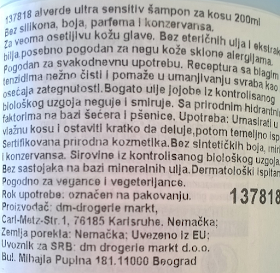 137818 alverde ultra sensitiv šampon za kosu 200ml
Bez silikona, boja, parfema i konzervansa.
Za veoma osetljivu kožu glave. Bez eteričnih ulja i ekstrak
bilja, posebno pogodan za negu kože sklone alergijama.
Pogodan za svakodnevnu upotrebu. Receptura sa blagim
tenzidima nežno čisti i pomaže u umanjivanju svraba kao
osećaja zategnutosti. Bogato ulje jojobe iz kontrolisanog
biološkog uzgoja neguje i smiruje. Sa prirodnim hidratnim
faktorima na bazi šećera i pšenice. Upotreba: Umasirati u
vlažnu kosu i ostaviti kratko da deluje, potom temeljno isp
Sertifikovana prirodna kozmetika. Bez sintetičkih boja, miri
i konzervansa. Sirovine iz kontrolisanog biološkog uzgoja
Bez sastojaka na bazi mineralnih ulja. Dermatološki ispitan
Pogodno za vegance i vegeterijance.
Rok upotrebe: označen na pakovanju. 137818
Proizvođač: dm-drogerie markt,
Carl-Metz-Str.1, 76185 Karlsruhe, Nemačka;
Zemlja porekla: Nemačka; Uvezeno iz EU:
Uvoznik za SRB: dm drogerie markt d.o.o.
Bul. Mihajla Pupina 181.11000 Beograd